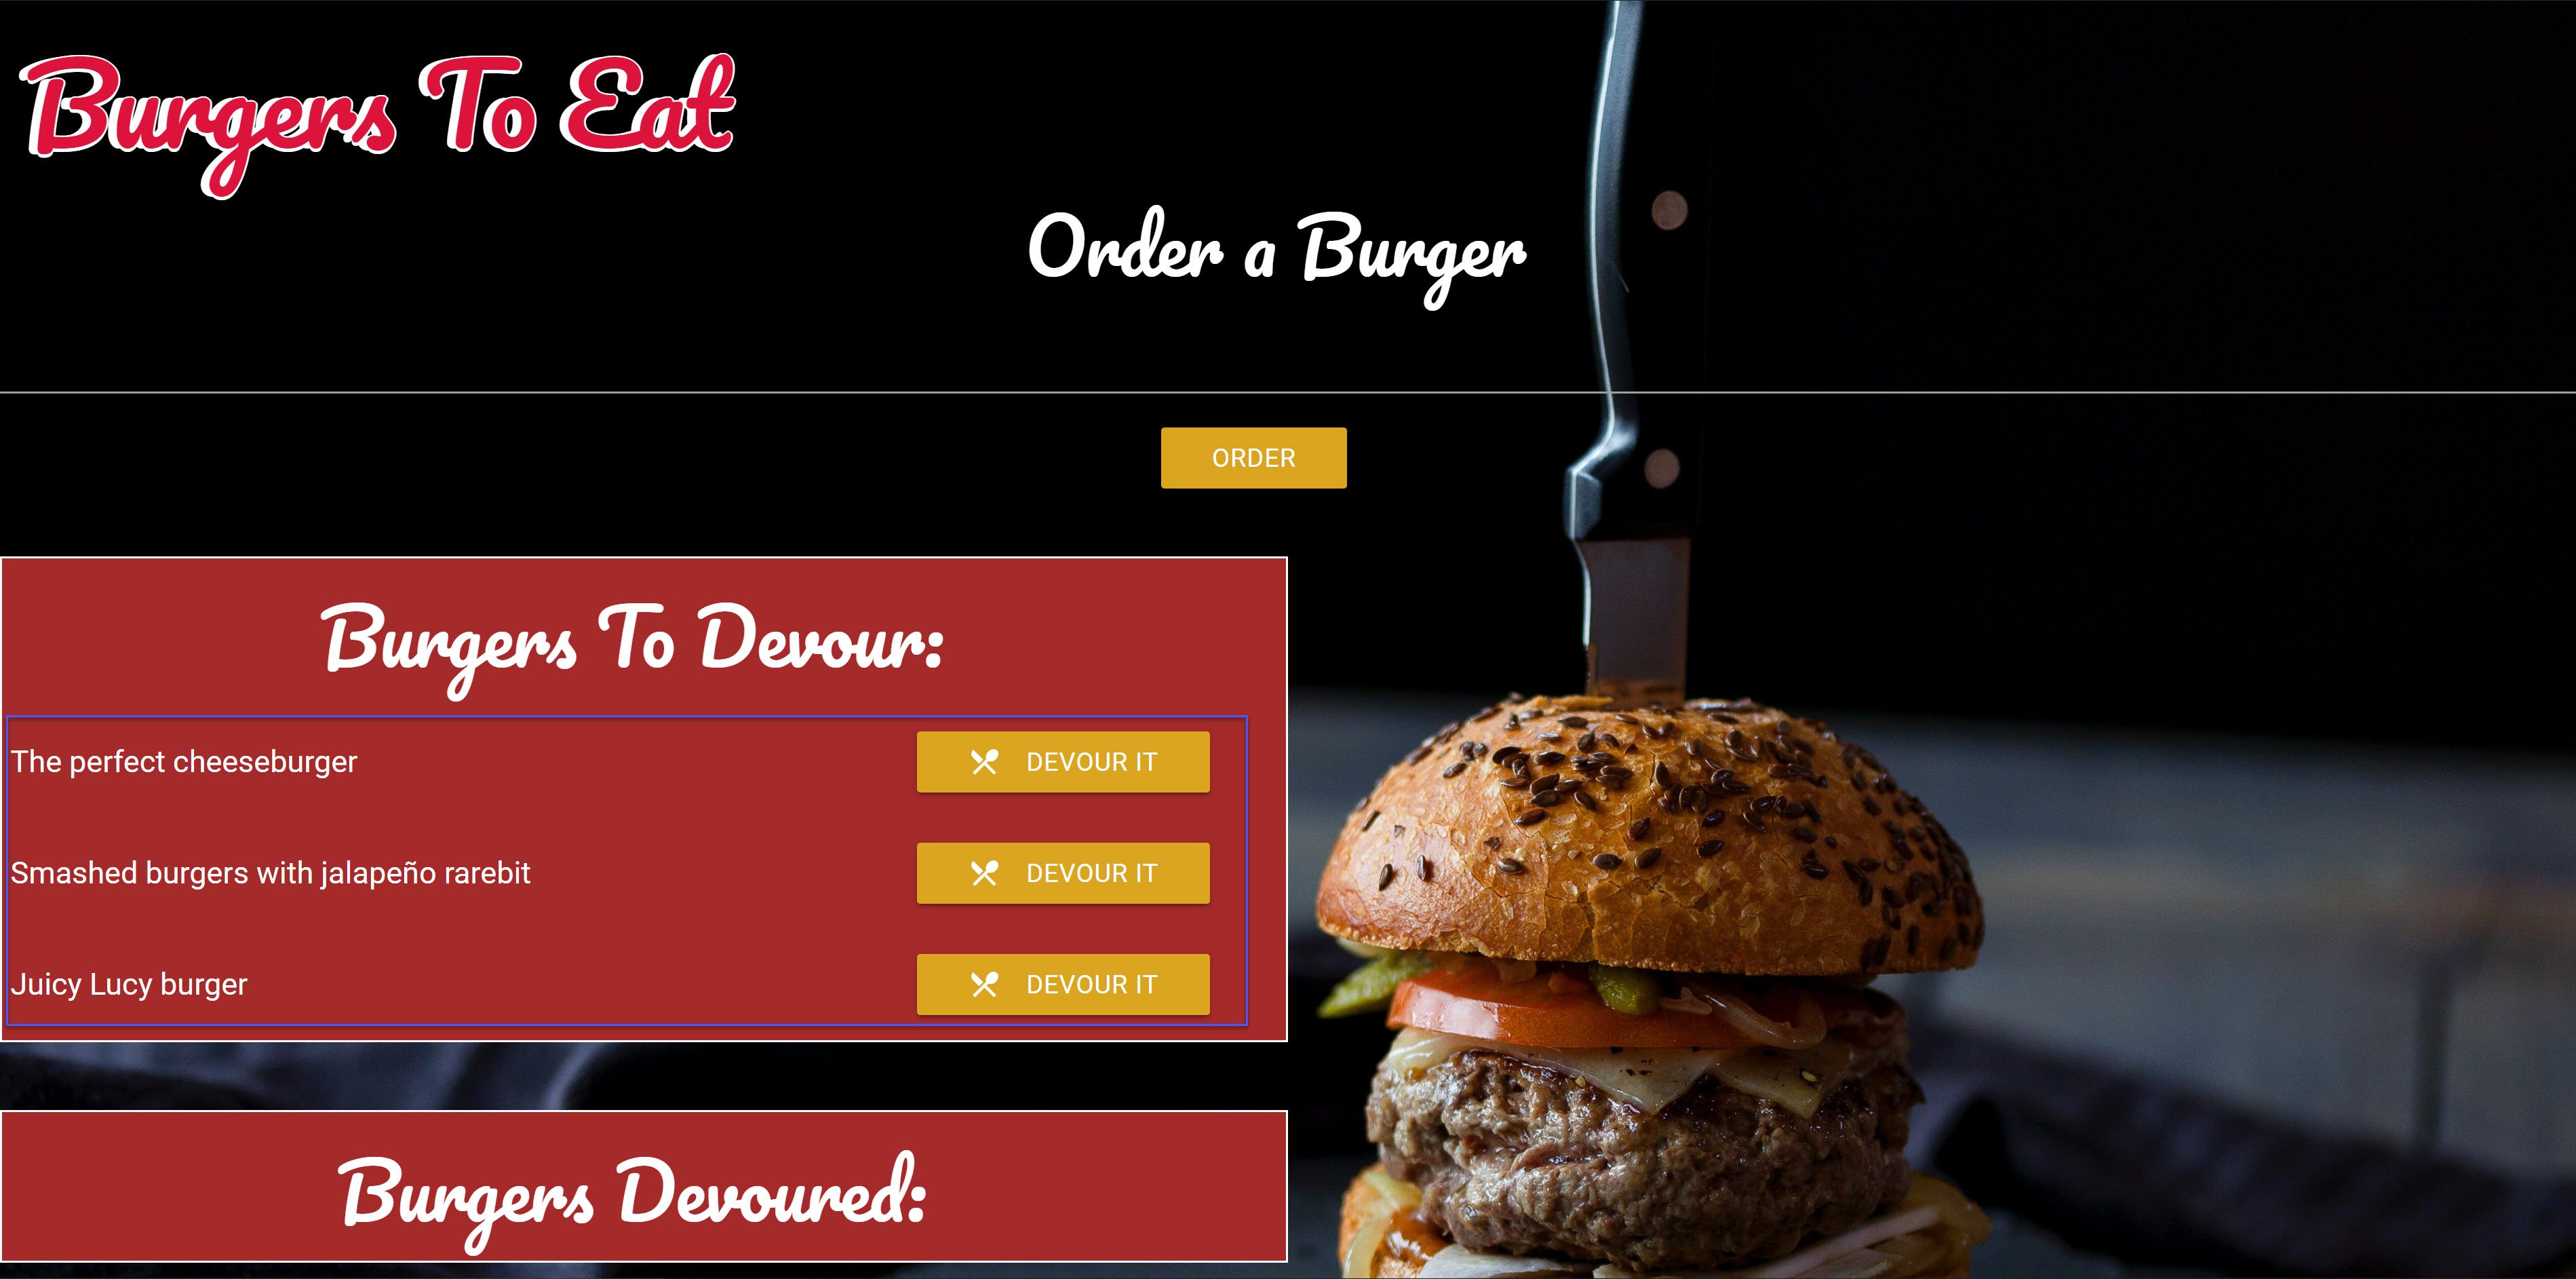 Burgers To Eat
Order a Burger
ORDER
Burgers To Devour:
The perfect cheeseburger
DEVOUR IT
Smashed burgers with jalapeño rarebit
DEVOUR IT
Juicy Lucy burger
DEVOUR IT
Burgers Devoured: